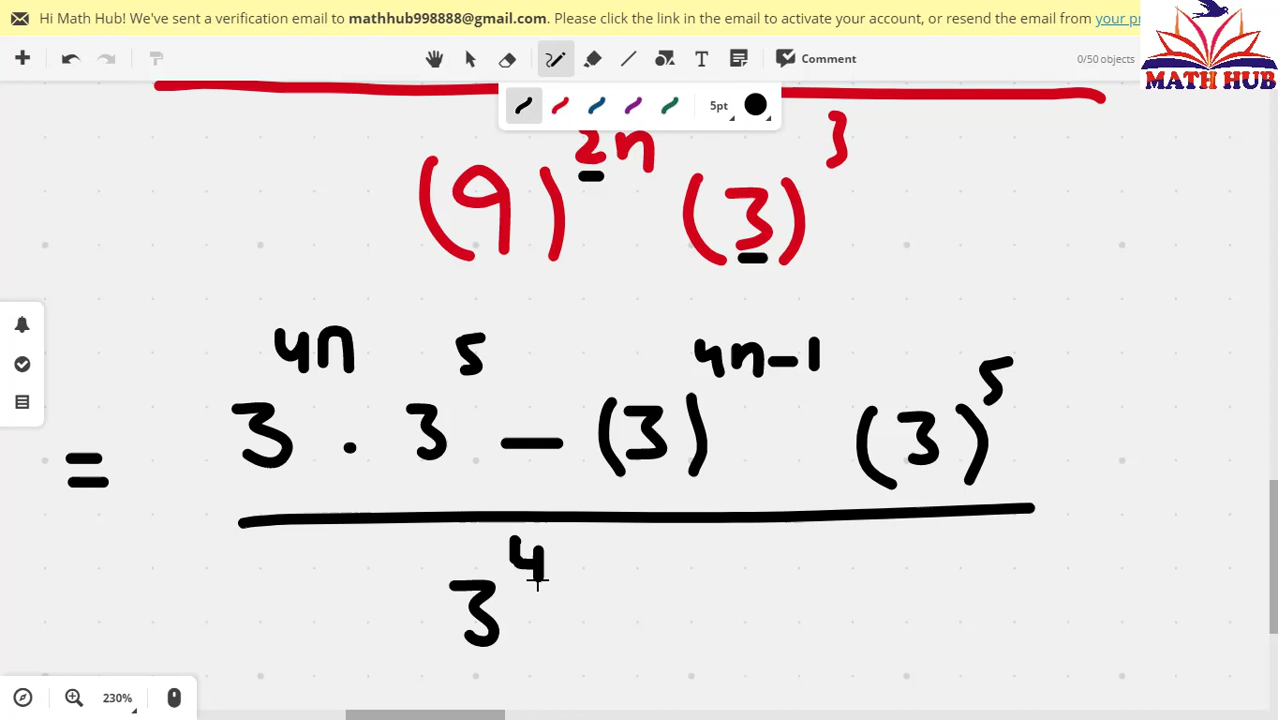 Hi Math Hub! We've sent a verification email to mathhub998888@gmail.com. Please click the link in the email to activate your account, or resend the email from your pr
MATH HUB
Comment
0/50 objects
5pt
(9)^2n (3)^3
= 3^4n . 3^5 – (3)^4n-1 (3)^5
3^4
230%